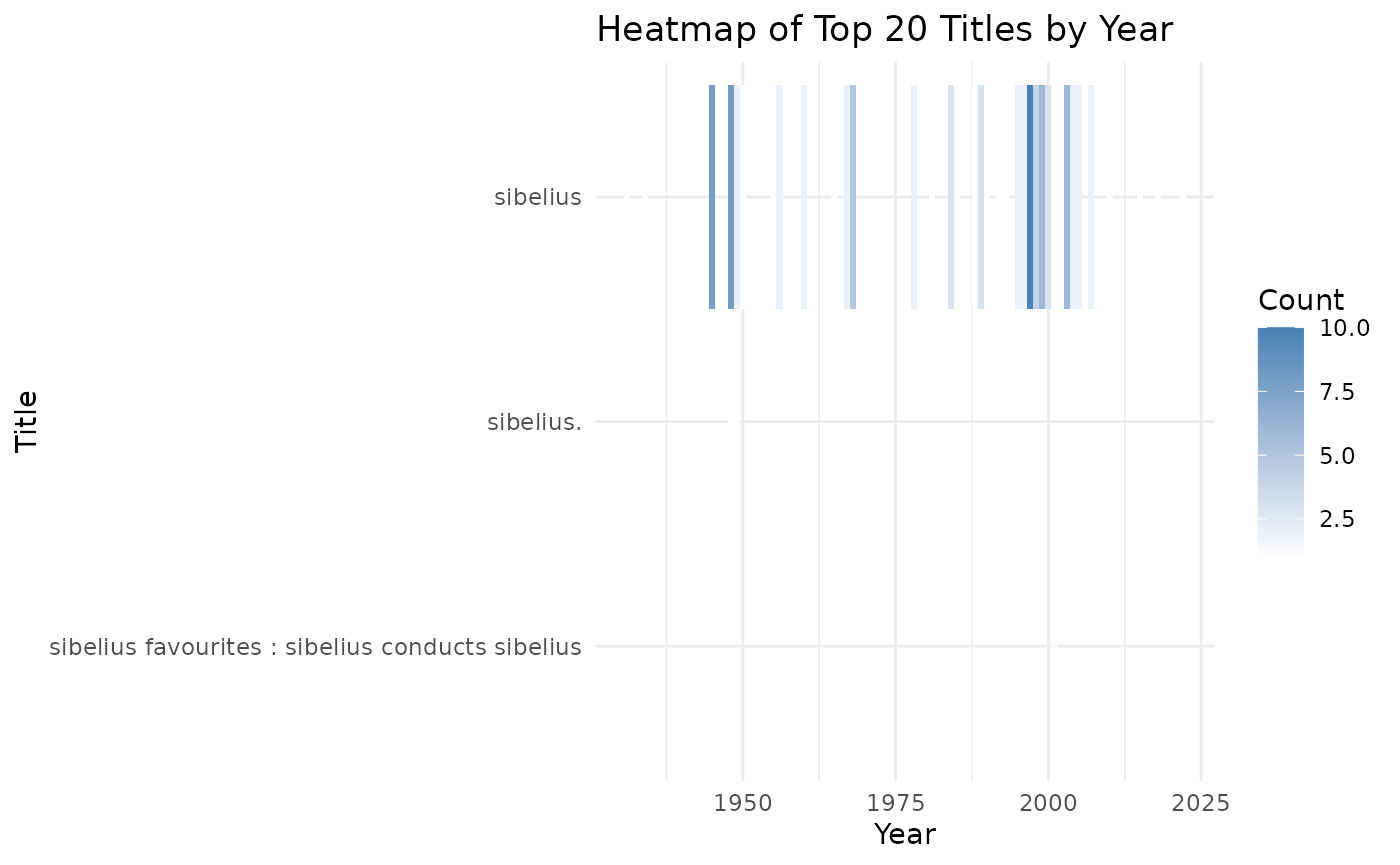 Heatmap of Top 20 Titles by Year
Title
sibelius
sibelius.
sibelius favourites : sibelius conducts sibelius
1950
1975
2000
2025
Year
Count
10.0
7.5
5.0
2.5